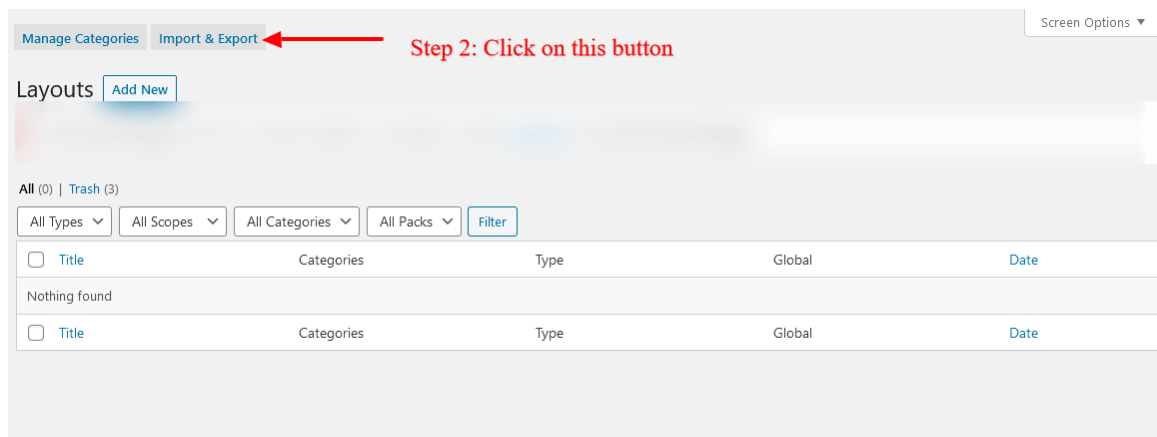 Screen Options
Manage Categories Import & Export
Step 2: Click on this button
Layouts Add New
All (0) | Trash (3)
All Types All Scopes All Categories All Packs Filter
Title Categories Type Global Date
Nothing found
Title Categories Type Global Date